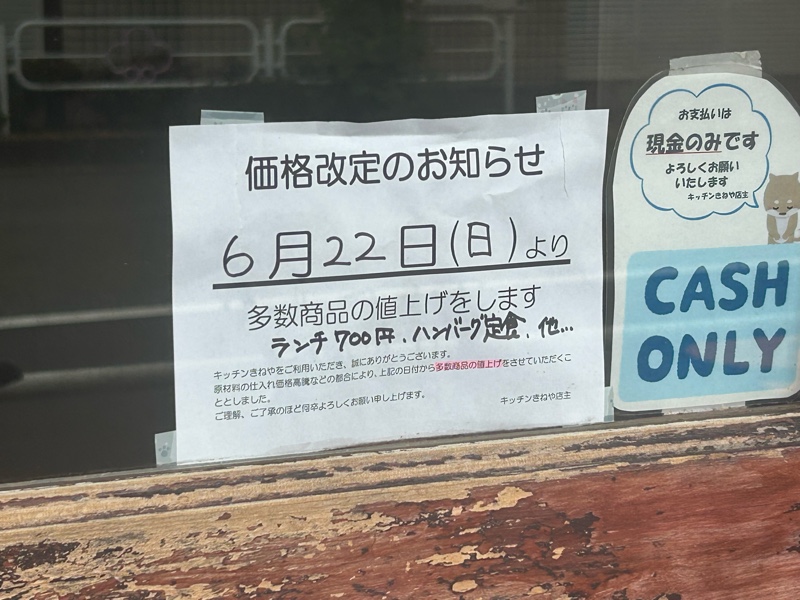 価格改定のお知らせ
6月22日(日)より
多数商品の値上げをします
ランチ700円、ハンバーグ定食、他...
キッチンきねやをご利用いただき、誠にありがとうございます。
原材料の仕入れ価格高騰などの都合により、上記の日付から多数商品の値上げをさせていただくこ
ととしました。
ご理解、ご了承のほど何卒よろしくお願い申し上げます。
キッチンきねや店主
お支払いは
現金のみです
よろしくお願い
いたします
キッチンきねや店主
CASH
ONLY